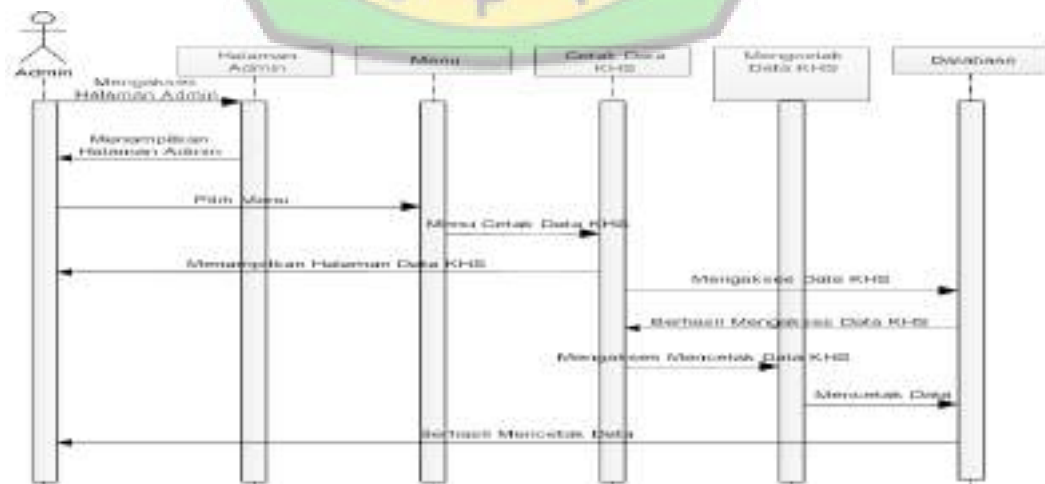 Admin
Halaman
Admin
Menu
Cetak Data
KHS
Mengcetak
Data KHS
Database
Mengakses
Halaman Admin
Menampilkan
Halaman Admin
Pilih Menu
Menu Cetak Data KHS
Menampilkan Halaman Data KHS
Mengakses Data KHS
Berhasil Mengakses Data KHS
Mengakses Mencetak Data KHS
Mencetak Data
Berhasil Mencetak Data